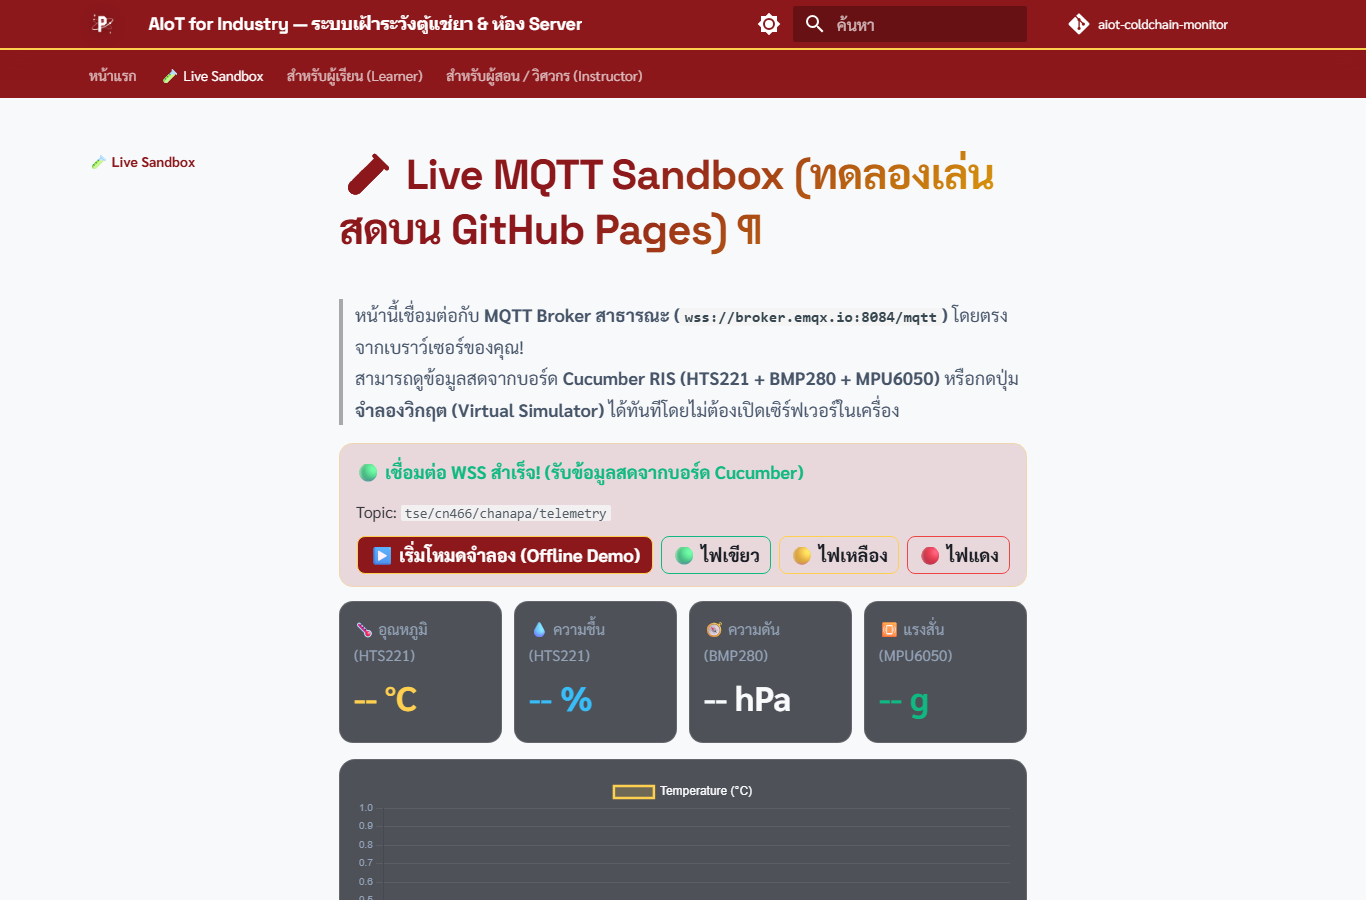 P
AIoT for Industry — ระบบเฝ้าระวังตู้แช่ยา & ห้อง Server
ค้นหา
aiot-coldchain-monitor
หน้าแรก
Live Sandbox
สำหรับผู้เรียน (Learner)
สำหรับผู้สอน / วิศวกร (Instructor)
Live Sandbox
Live MQTT Sandbox (ทดลองเล่น
สดบน GitHub Pages) ¶
หน้านี้เชื่อมต่อกับ MQTT Broker สาธารณะ ( wss://broker.emqx.io:8084/mqtt ) โดยตรง
จากเบราว์เซอร์ของคุณ!
สามารถดูข้อมูลสดจากบอร์ด Cucumber RIS (HTS221 + BMP280 + MPU6050) หรือกดปุ่ม
จำลองวิกฤต (Virtual Simulator) ได้ทันทีโดยไม่ต้องเปิดเซิร์ฟเวอร์ในเครื่อง
เชื่อมต่อ WSS สำเร็จ! (รับข้อมูลสดจากบอร์ด Cucumber)
Topic: tse/cn466/chanapa/telemetry
เริ่มโหมดจำลอง (Offline Demo)
ไฟเขียว
ไฟเหลือง
ไฟแดง
อุณหภูมิ
(HTS221)
-- °C
ความชื้น
(HTS221)
-- %
ความดัน
(BMP280)
-- hPa
แรงสั่น
(MPU6050)
-- g
Temperature (°C)
1.0
0.9
0.8
0.7
0.6
0.5